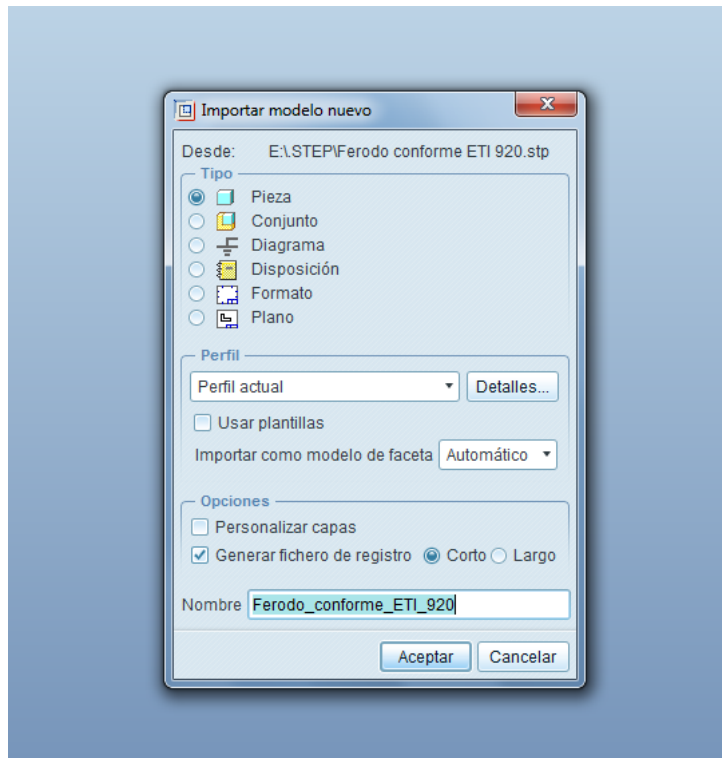 Importar modelo nuevo
Desde: E:\.STEP\Ferodo conforme ETI 920.stp
Tipo
Pieza
Conjunto
Diagrama
Disposición
Formato
Plano
Perfil
Perfil actual Detalles...
Usar plantillas
Importar como modelo de faceta Automático
Opciones
Personalizar capas
Generar fichero de registro Corto Largo
Nombre Ferodo_conforme_ETI_920
Aceptar Cancelar